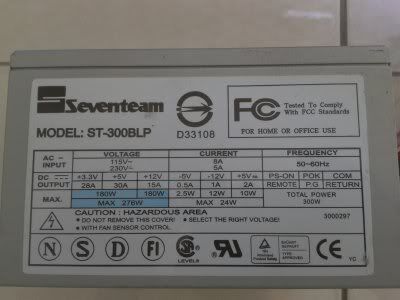 Seventeam
MODEL: ST-300BLP
D33108
FC Tested To Comply
With FCC Standards
FOR HOME OR OFFICE USE
AC ~ INPUT VOLTAGE CURRENT FREQUENCY
115V~ 8A 50~60Hz
230V~ 5A
DC OUTPUT +3.3V +5V +12V -5V -12V +5V PS-ON POK COM
28A 30A 15A 0.5A 1A 2A REMOTE P.G RETURN
MAX. 180W 180W 2.5W 12W 10W TOTAL POWER
MAX 276W MAX 24W 300W
CAUTION : HAZARDOUS AREA 3000297
● DO NOT REMOVE THIS COVER! ● SELECT THE RIGHT VOLTAGE!
● WITH FAN SENSOR CONTROL
N S D FI UL TÜV CE YC